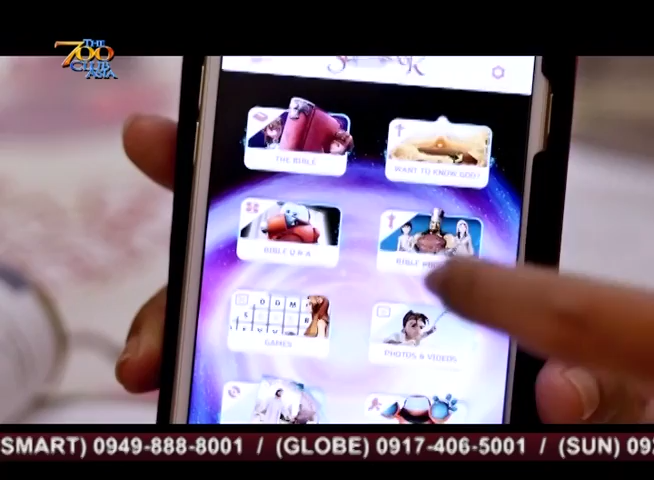 THE
700
CLUB
ASIA
THE BIBLE
WANT TO KNOW GOD?
BIBLE Q & A
BIBLE
GAMES
PHOTOS & VIDEOS
SMART) 0949-888-8001 / (GLOBE) 0917-406-5001 / (SUN)